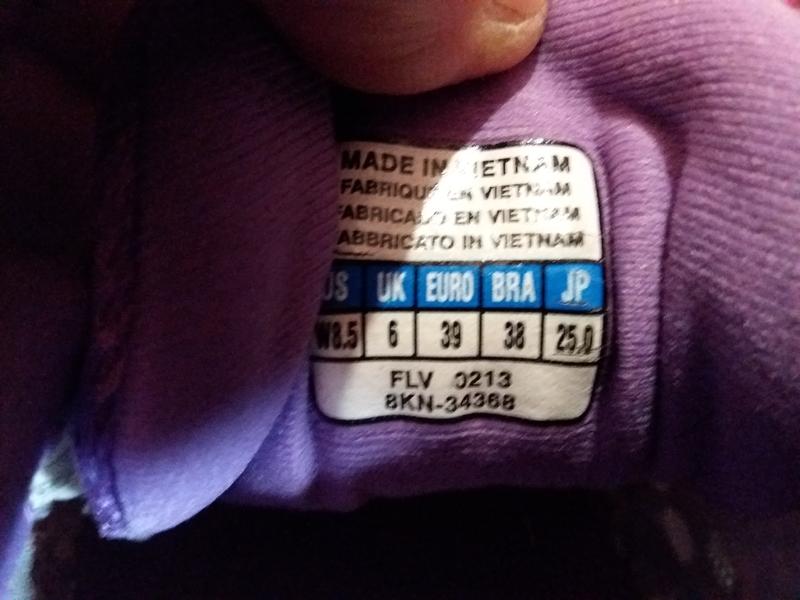 MADE IN VIETNAM
FABRIQUE EN VIETNAM
FABRICADO EN VIETNAM
FABBRICATO IN VIETNAM
US UK EURO BRA JP
W8.5 6 39 38 25.0
FLV 0213
8KN-34368